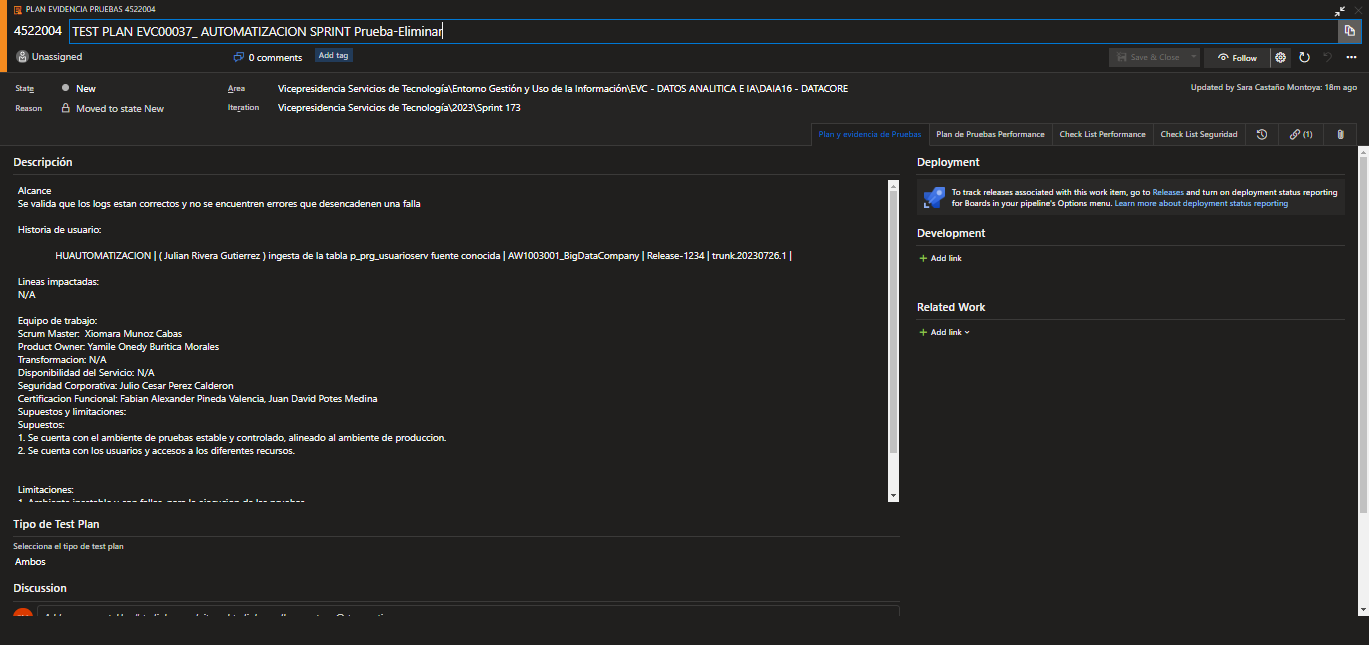 PLAN EVIDENCIA PRUEBAS 4522004
4522004 TEST PLAN EVC00037_ AUTOMATIZACION SPRINT Prueba-Eliminar
Unassigned
0 comments
Add tag
Save & Close
Follow
State
New
Area
Vicepresidencia Servicios de Tecnología\Entorno Gestión y Uso de la Información\EVC - DATOS ANALITICA E IA\DAIA16 - DATACORE
Updated by Sara Castaño Montoya: 18m ago
Reason
Moved to state New
Iteration
Vicepresidencia Servicios de Tecnología\2023\Sprint 173
Plan y evidencia de Pruebas
Plan de Pruebas Performance
Check List Performance
Check List Seguridad
(1)
Descripción
Alcance
Se valida que los logs estan correctos y no se encuentren errores que desencadenen una falla
Historia de usuario:
HUAUTOMATIZACION | ( Julian Rivera Gutierrez ) ingesta de la tabla p_prg_usuarioserv fuente conocida | AW1003001_BigDataCompany | Release-1234 | trunk.20230726.1 |
Lineas impactadas:
N/A
Equipo de trabajo:
Scrum Master:  Xiomara Munoz Cabas
Product Owner: Yamile Onedy Buritica Morales
Transformacion: N/A
Disponibilidad del Servicio: N/A
Seguridad Corporativa: Julio Cesar Perez Calderon
Certificacion Funcional: Fabian Alexander Pineda Valencia, Juan David Potes Medina
Supuestos y limitaciones:
Supuestos:
1. Se cuenta con el ambiente de pruebas estable y controlado, alineado al ambiente de produccion.
2. Se cuenta con los usuarios y accesos a los diferentes recursos.
Limitaciones:
Tipo de Test Plan
Selecciona el tipo de test plan
Ambos
Discussion
Deployment
To track releases associated with this work item, go to Releases and turn on deployment status reporting
for Boards in your pipeline's Options menu. Learn more about deployment status reporting
Development
Add link
Related Work
Add link